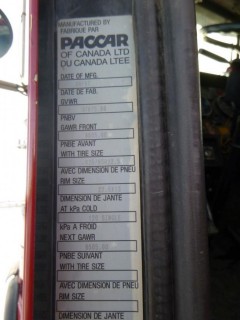 MANUFACTURED BY
FABRIQUE PAR
PACCAR
OF CANADA LTD
DU CANADA LTEE
DATE OF MFG.
DATE DE FAB.
GVWR
PNBV
GAWR FRONT
PNBE AVANT
WITH TIRE SIZE
AVEC DIMENSION DE PNEU
RIM SIZE
DIMENSION DE JANTE
AT kPa COLD
kPa A FROID
NEXT GAWR
PNBE SUIVANT
WITH TIRE SIZE
AVEC DIMENSION DE PNEU
RIM SIZE
DIMENSION DE JANTE